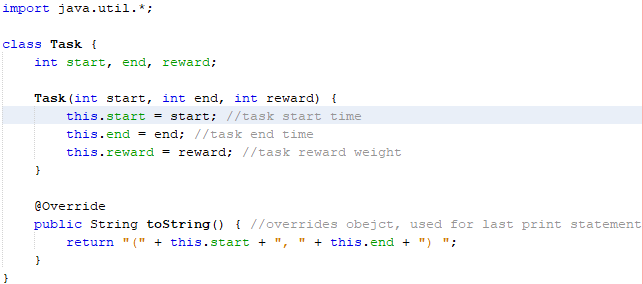 import java.util.*;
class Task {
int start, end, reward;
Task(int start, int end, int reward) {
this.start = start; //task start time
this.end = end; //task end time
this.reward = reward; //task reward weight
}
@Override
public String toString() { //overrides obejct, used for last print statement
return "(" + this.start + ", " + this.end + ") ";
}
}